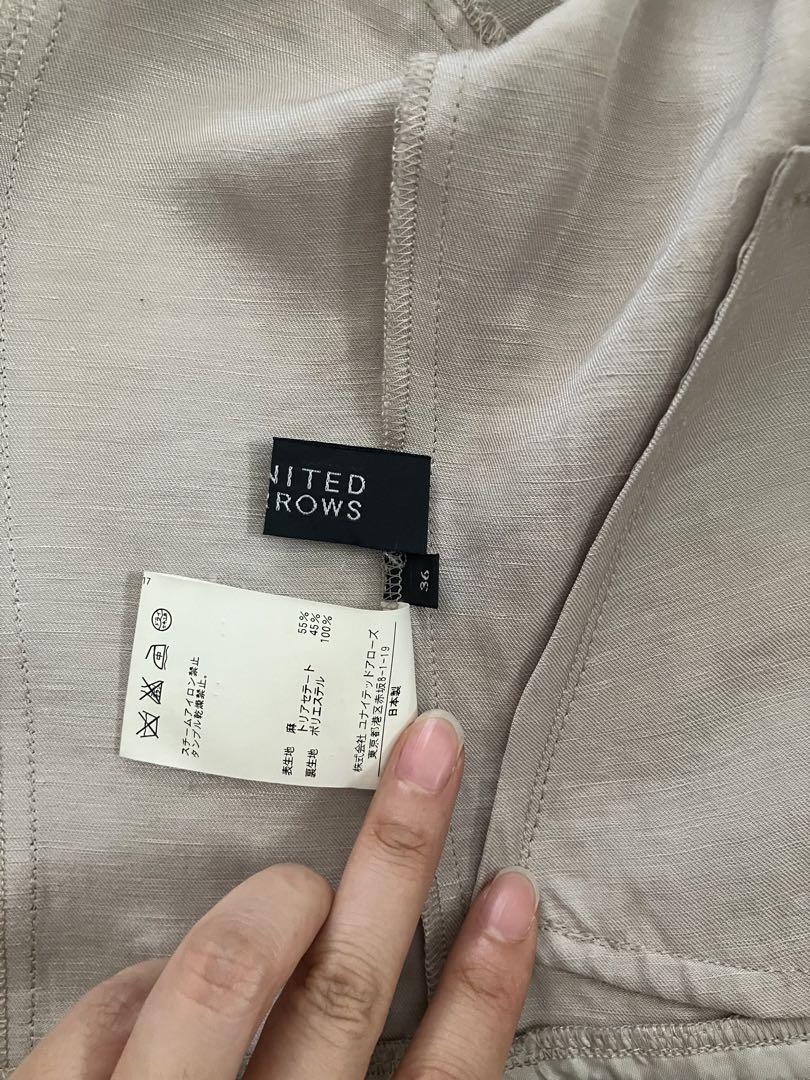 NITED
ROWS
36
17
スチームアイロン禁止
タンブル乾燥禁止。
表生地 麻 55%
トリアセテート 45%
裏生地 ポリエステル 100%
株式会社 ユナイテッドアローズ
東京都港区赤坂8-1-19
日本製